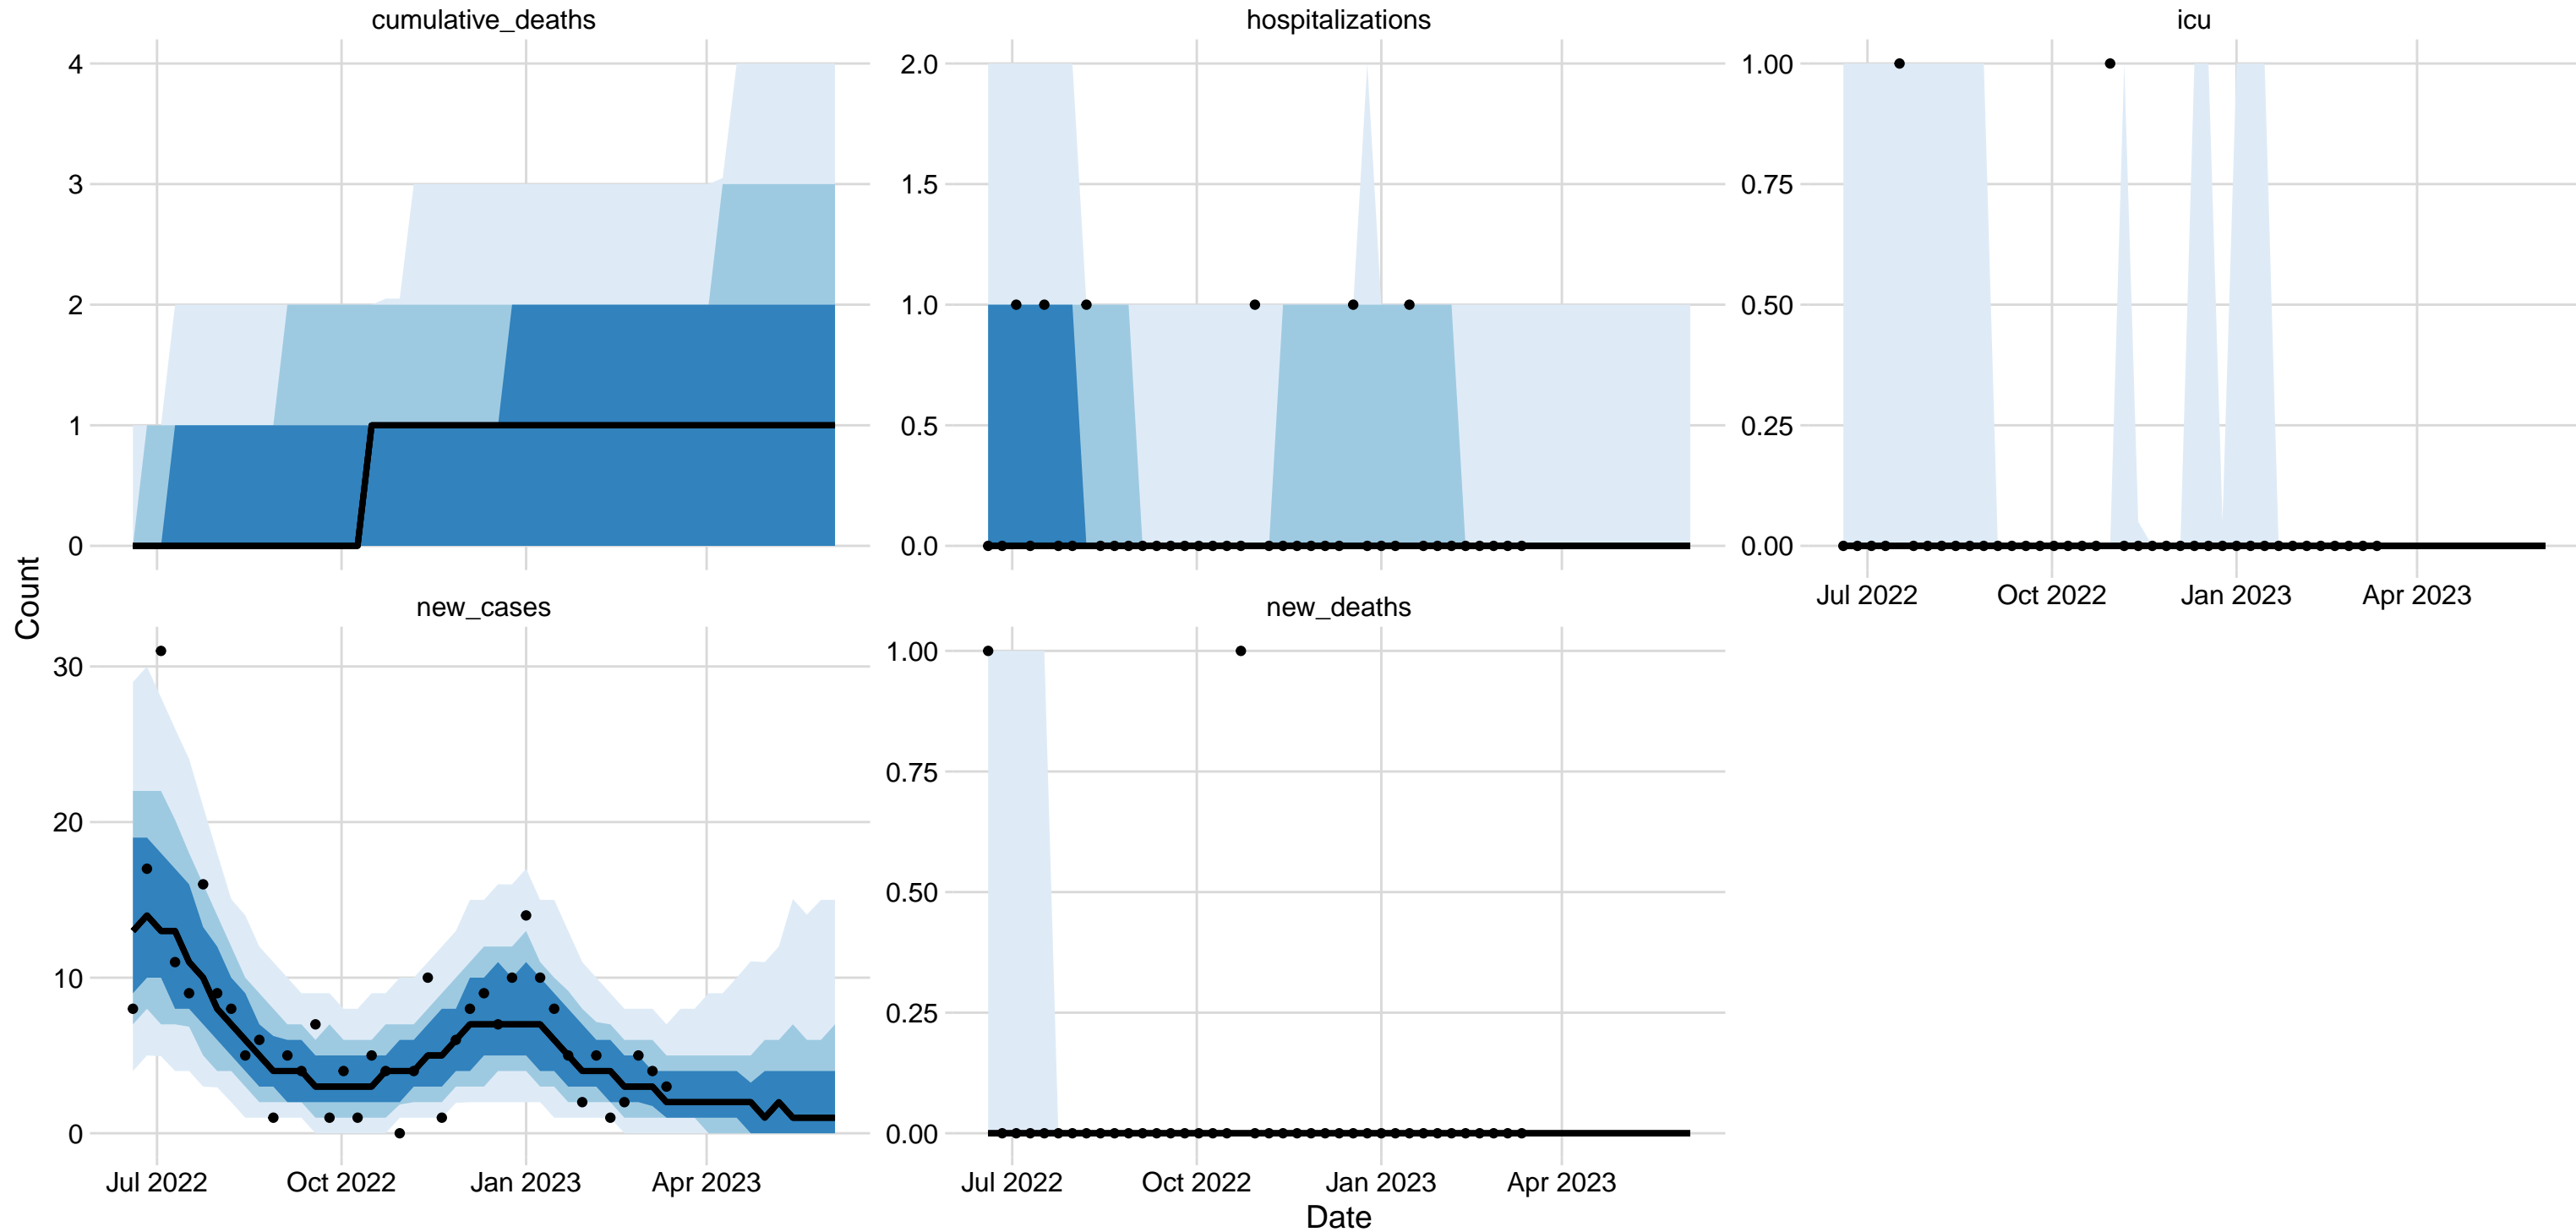 cumulative_deaths
4
3
2
1
0
hospitalizations
2.0
1.5
1.0
0.5
0.0
icu
1.00
0.75
0.50
0.25
0.00
Jul 2022 Oct 2022 Jan 2023 Apr 2023
Count
new_cases
30
20
10
0
Jul 2022 Oct 2022 Jan 2023 Apr 2023
new_deaths
1.00
0.75
0.50
0.25
0.00
Jul 2022 Oct 2022 Jan 2023 Apr 2023
Date